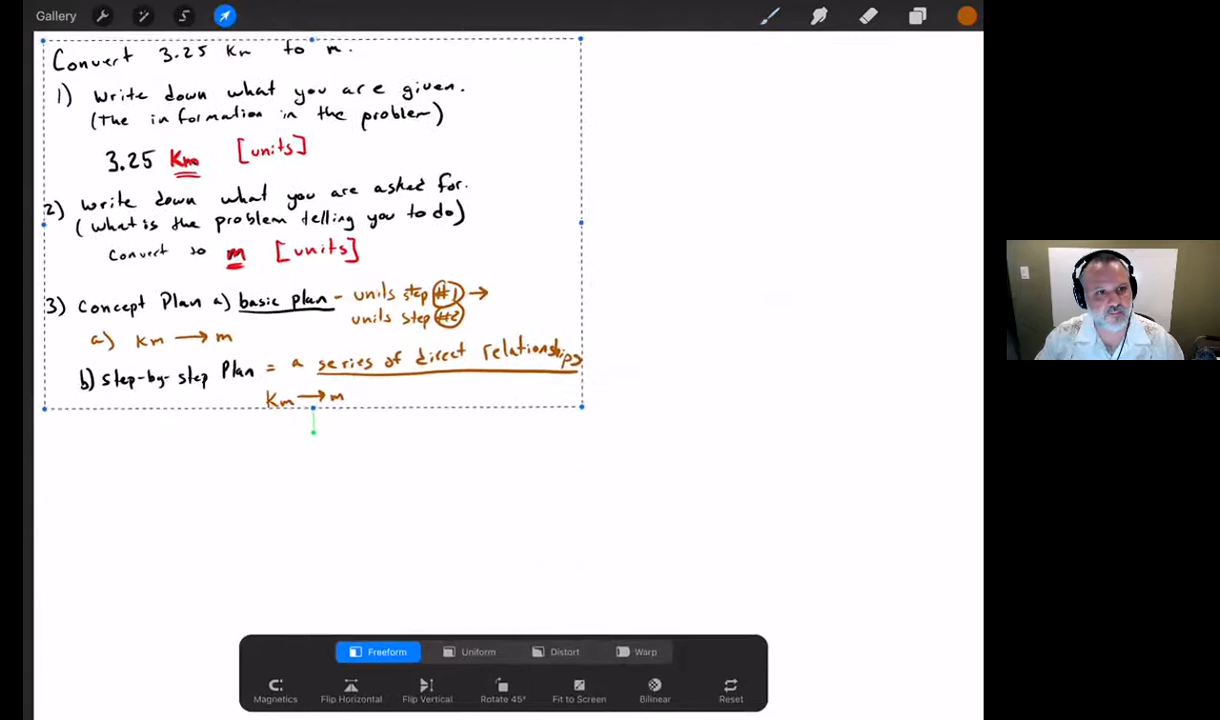 Gallery
Convert 3.25 Km to m.
1) Write down what you are given.
(The information in the problem)
3.25 Km [units]
2) Write down what you are asked for.
(What is the problem telling you to do)
Convert to m [units]
3) Concept Plan a) basic plan - units step #1 →
units step #2
a) Km → m
b) step-by-step Plan = a series of direct relationships
Km → m
Freeform Uniform Distort Warp
Magnetics Flip Horizontal Flip Vertical Rotate 45° Fit to Screen Bilinear Reset